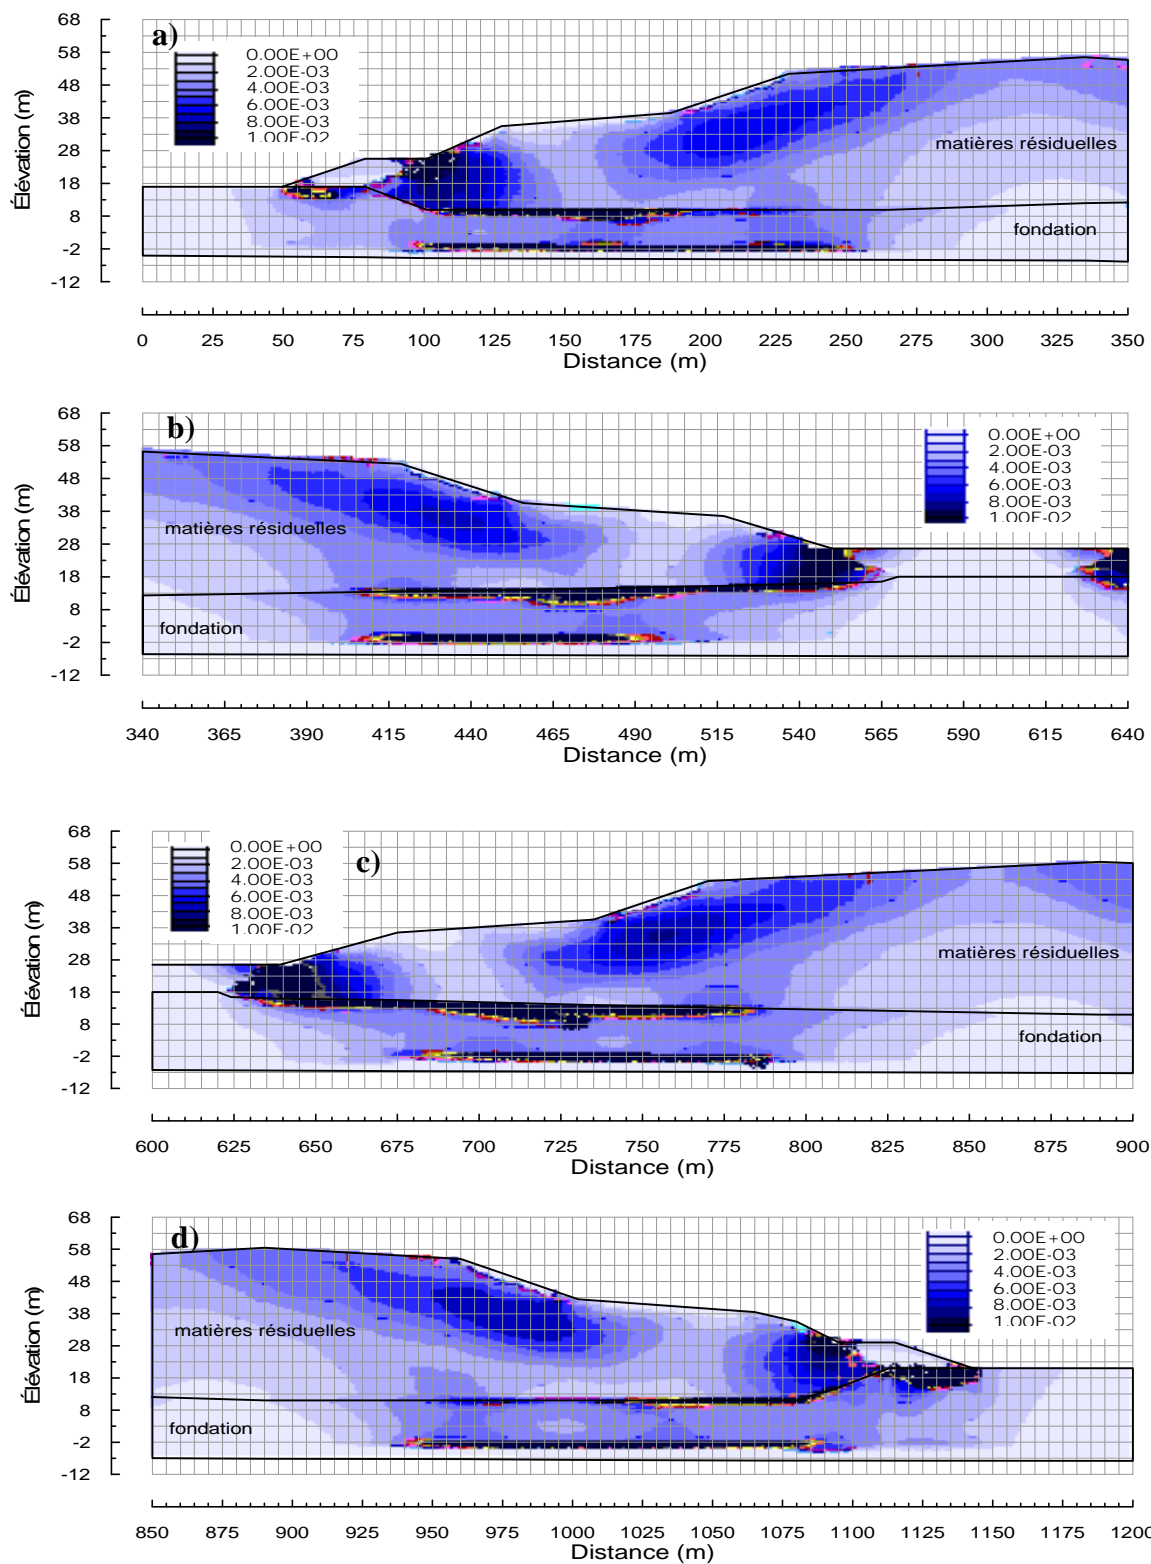 a)
68
58
48
38
28
18
8
-2
-12
Élévation (m)
0.00E+00
2.00E-03
4.00E-03
6.00E-03
8.00E-03
1.00E-02
matières résiduelles
fondation
0 25 50 75 100 125 150 175 200 225 250 275 300 325 350
Distance (m)
b)
68
58
48
38
28
18
8
-2
-12
Élévation (m)
0.00E+00
2.00E-03
4.00E-03
6.00E-03
8.00E-03
1.00E-02
matières résiduelles
fondation
340 365 390 415 440 465 490 515 540 565 590 615 640
Distance (m)
c)
68
58
48
38
28
18
8
-2
-12
Élévation (m)
0.00E+00
2.00E-03
4.00E-03
6.00E-03
8.00E-03
1.00E-02
matières résiduelles
fondation
600 625 650 675 700 725 750 775 800 825 850 875 900
Distance (m)
d)
68
58
48
38
28
18
8
-2
-12
Élévation (m)
0.00E+00
2.00E-03
4.00E-03
6.00E-03
8.00E-03
1.00E-02
matières résiduelles
fondation
850 875 900 925 950 975 1000 1025 1050 1075 1100 1125 1150 1175 1200
Distance (m)